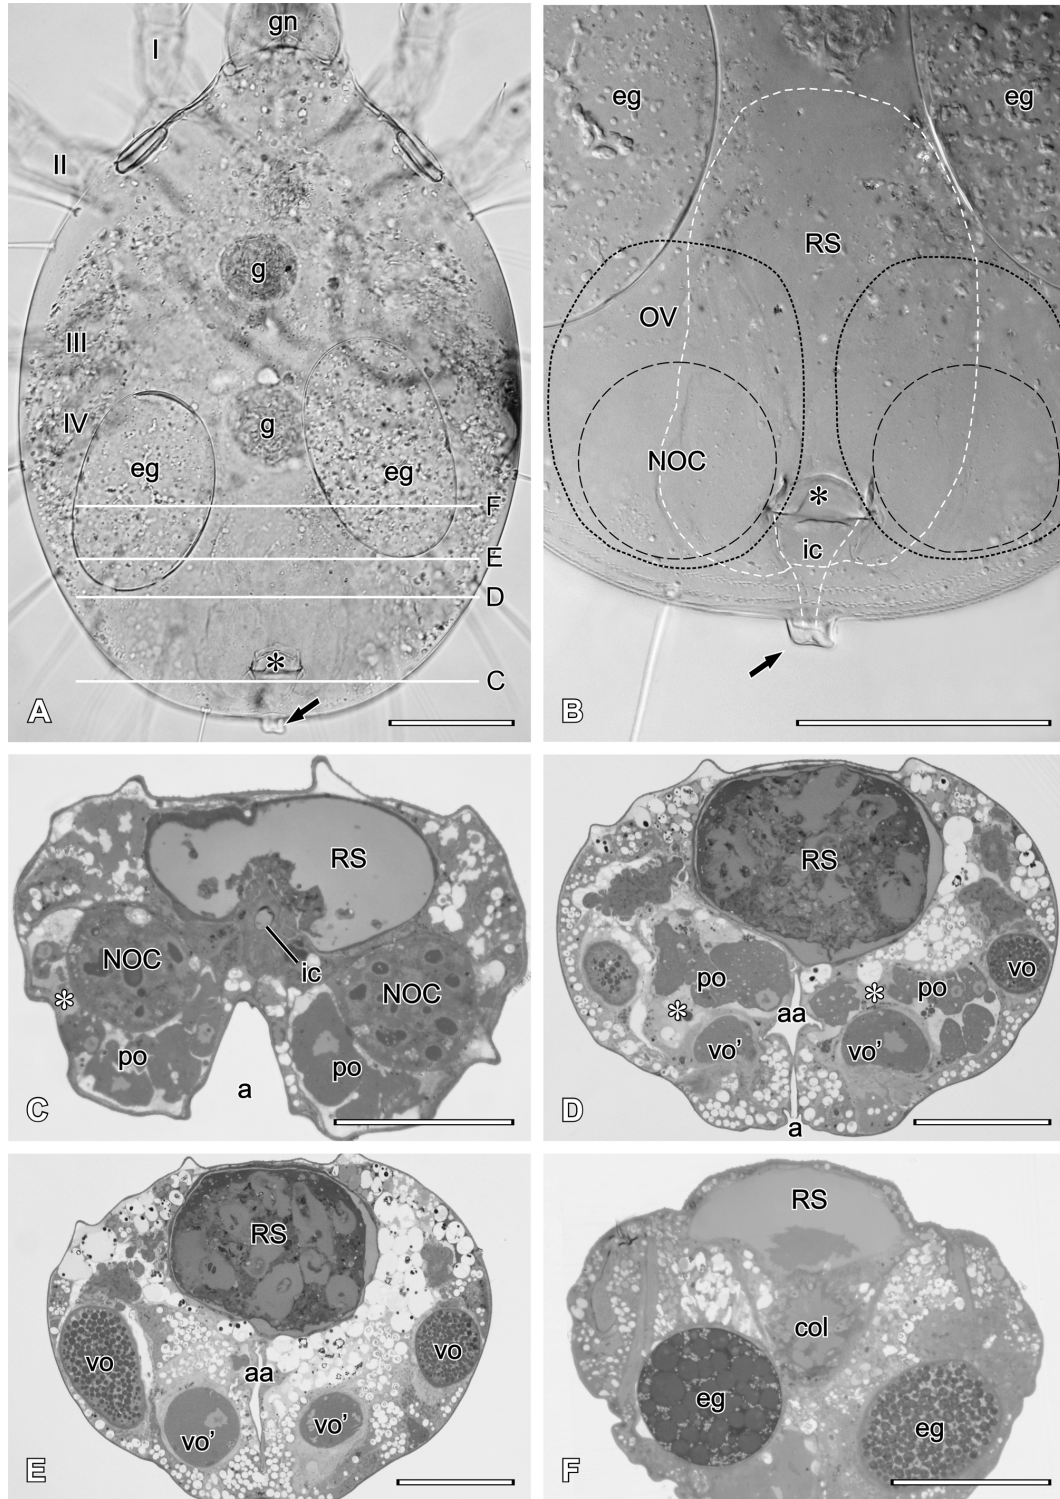 gn
I
II
g
III
IV
g
eg
eg
F
E
D
*
C
A
eg
eg
RS
OV
NOC
*
ic
B
RS
NOC
ic
NOC
*
po
po
a
C
RS
po
po
vo
*
*
aa
vo'
vo'
a
D
RS
vo
vo
aa
vo'
vo'
E
RS
col
eg
eg
F